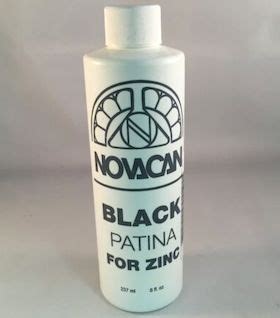 N
NOVACAN
BLACK
PATINA
FOR ZINC
237 ml 8 fl. oz